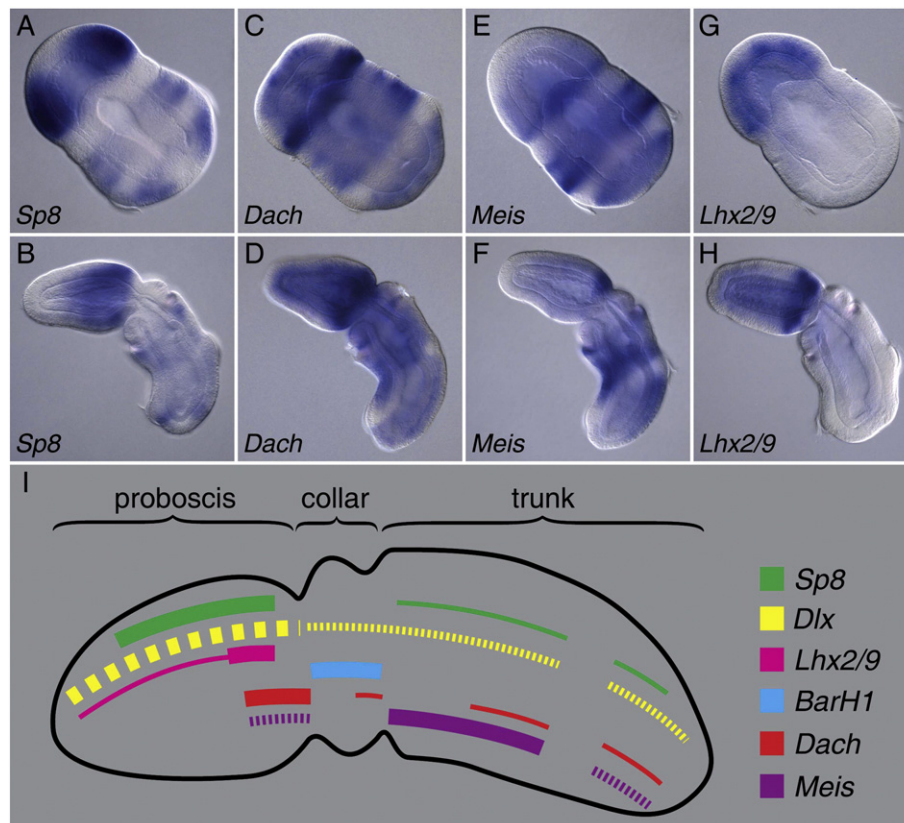 A
Sp8
C
Dach
E
Meis
G
Lhx2/9
B
Sp8
D
Dach
F
Meis
H
Lhx2/9
I
proboscis
collar
trunk
Sp8
Dlx
Lhx2/9
BarH1
Dach
Meis